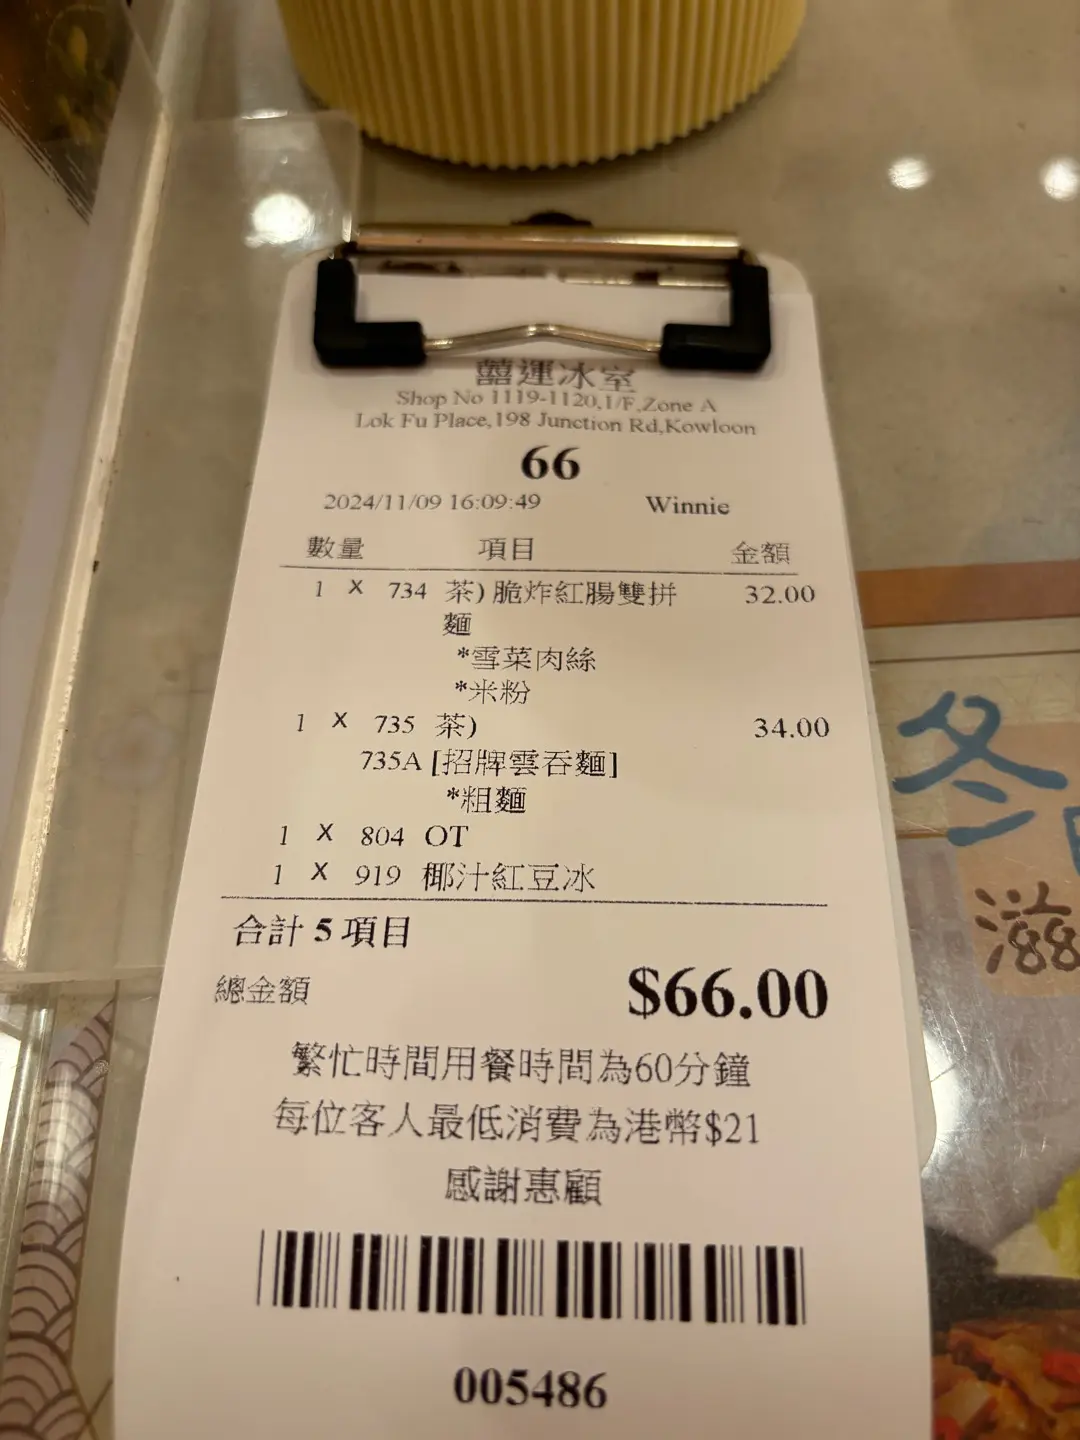 囍運冰室
Shop No 1119-1120,1/F,Zone A
Lok Fu Place,198 Junction Rd,Kowloon
66
2024/11/09 16:09:49 Winnie
數量 項目 金額
1 X 734 茶) 脆炸紅腸雙拼 32.00
麵
*雪菜肉絲
*米粉
1 X 735 茶) 34.00
735A [招牌雲吞麵]
*粗麵
1 X 804 OT
1 X 919 椰汁紅豆冰
合計 5 項目
總金額 $66.00
繁忙時間用餐時間為60分鐘
每位客人最低消費為港幣$21
感謝惠顧
005486
冬
滋